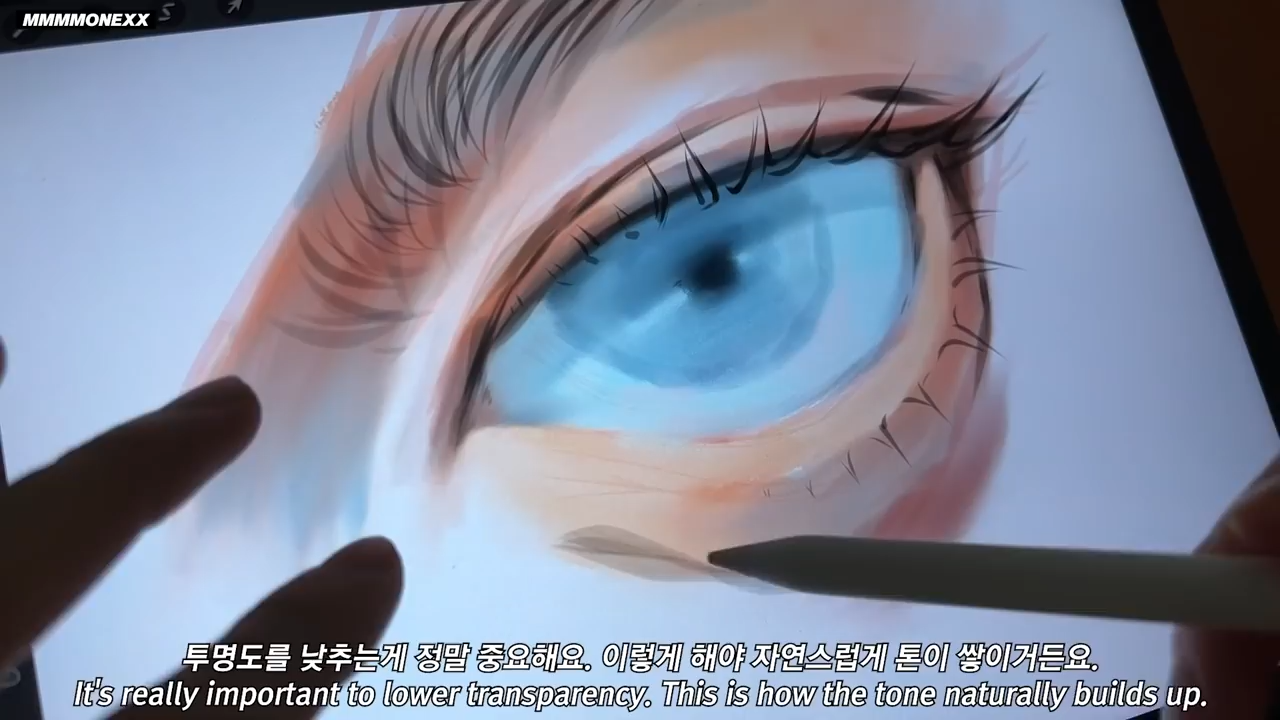 MMMMONEXX
투명도를 낮추는게 정말 중요해요. 이렇게 해야 자연스럽게 톤이 쌓이거든요.
It's really important to lower transparency. This is how the tone naturally builds up.